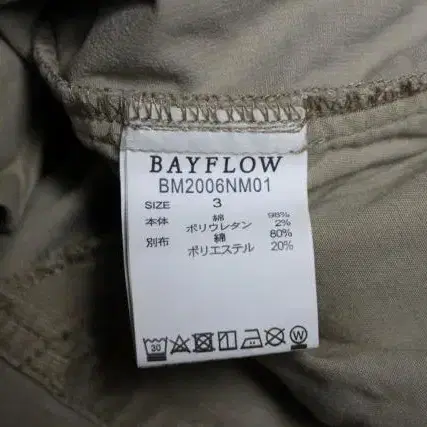 BAYFLOW
BM2006NM01
SIZE 3
本体 綿 98%
ポリウレタン 2%
別布 綿 80%
ポリエステル 20%
30 W